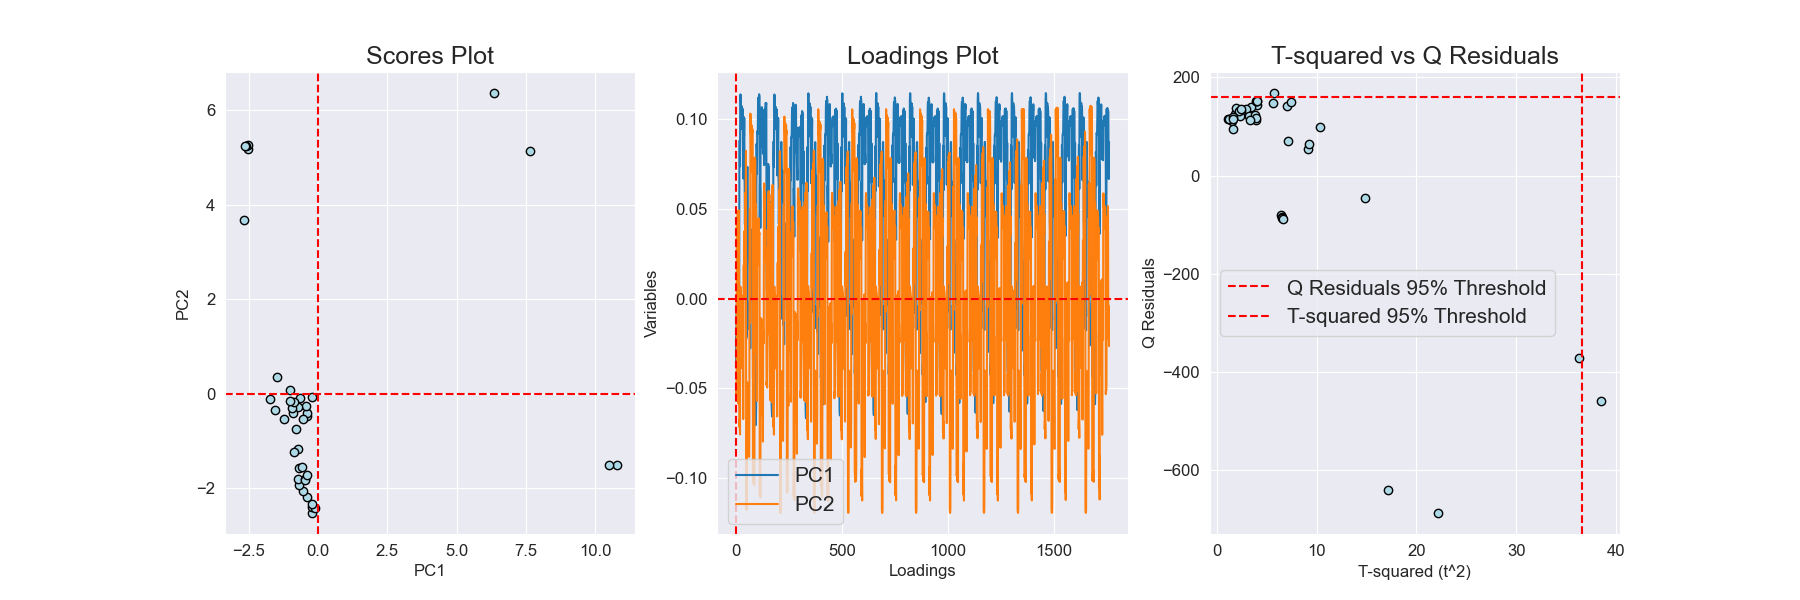 Scores Plot
6
4
2
0
−2
PC2
−2.5
0.0
2.5
5.0
7.5
10.0
PC1
Loadings Plot
0.10
0.05
0.00
−0.05
−0.10
Variables
PC1
PC2
0
500
1000
1500
Loadings
T-squared vs Q Residuals
200
0
−200
−400
−600
Q Residuals
Q Residuals 95% Threshold
T-squared 95% Threshold
0
10
20
30
40
T-squared (t^2)